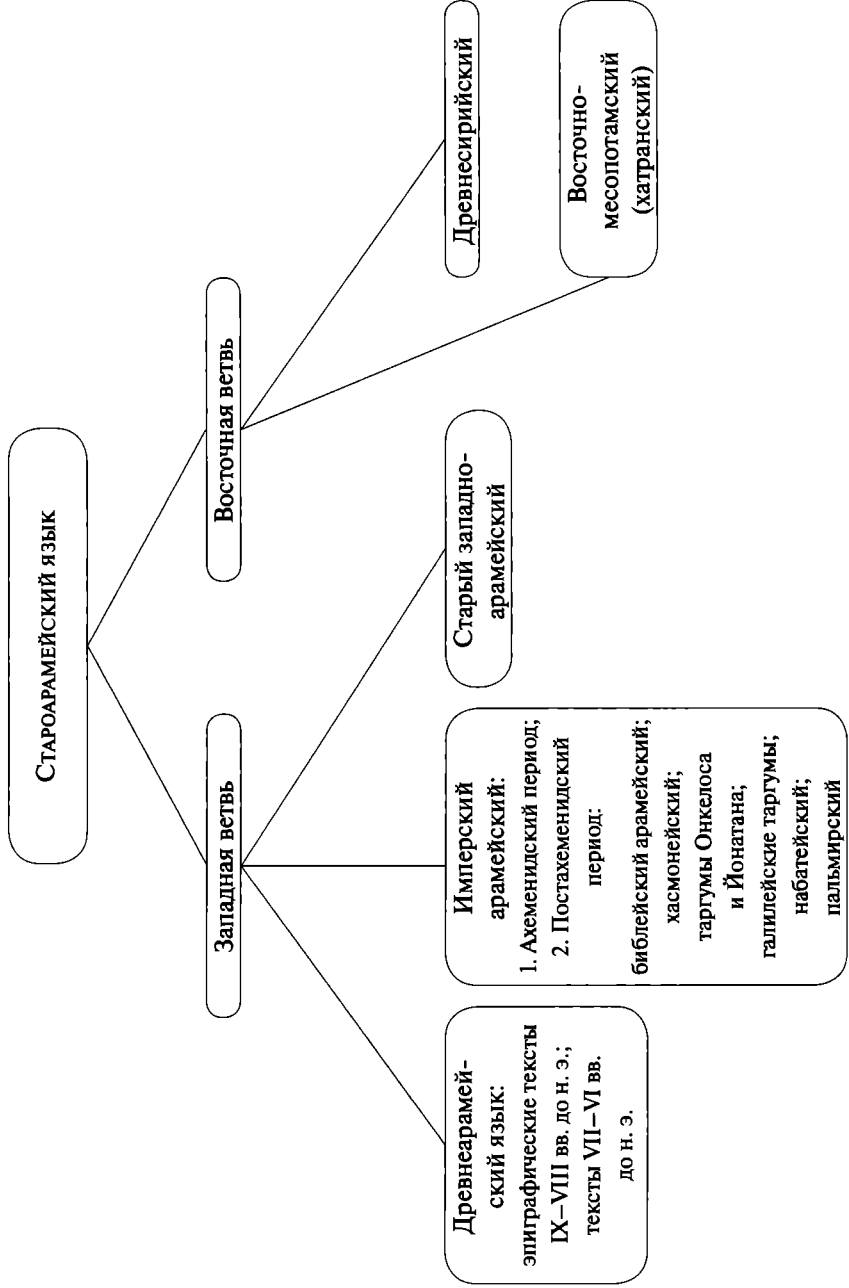 СТАРОАРАМЕЙСКИЙ ЯЗЫК
Западная ветвь
Восточная ветвь
Древнеарамей-
ский язык:
эпиграфические тексты
IX–VIII вв. до н. э.;
тексты VII–VI вв.
до н. э.
Имперский
арамейский:
1. Ахеменидский период;
2. Постахеменидский
период:
библейский арамейский;
хасмонейский;
таргумы Онкелоса
и Йонатана;
галилейские таргумы;
набатейский;
пальмирский
Старый западно-
арамейский
Древнесирийский
Восточно-
месопотамский
(хатранский)